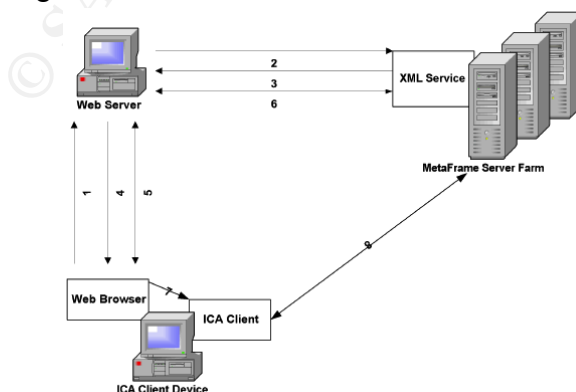 2
XML Service
3
Web Server
6
MetaFrame Server Farm
1
4
5
8
Web Browser
7
ICA Client
ICA Client Device